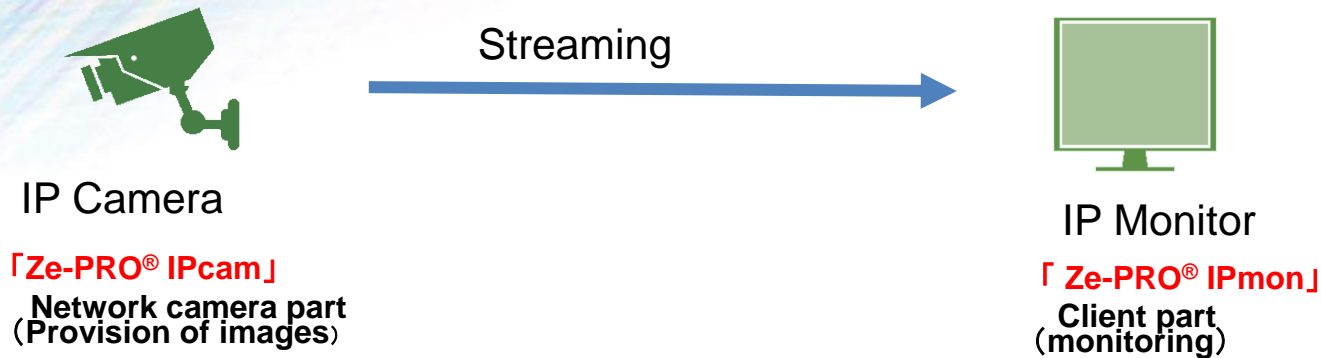 Streaming
IP Camera
「Ze-PRO® IPcam」
Network camera part
（Provision of images）
IP Monitor
「 Ze-PRO® IPmon」
Client part
（monitoring）